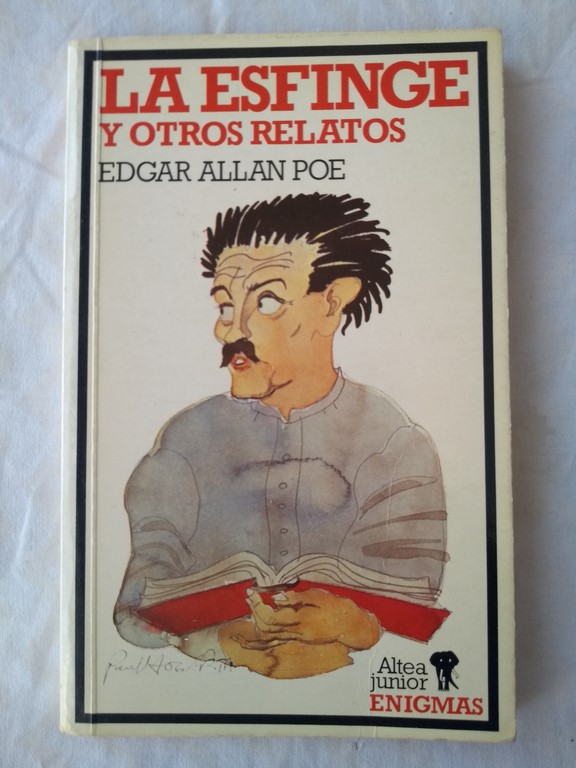 LA ESFINGE
Y OTROS RELATOS
EDGAR ALLAN POE
Altea
junior
ENIGMAS